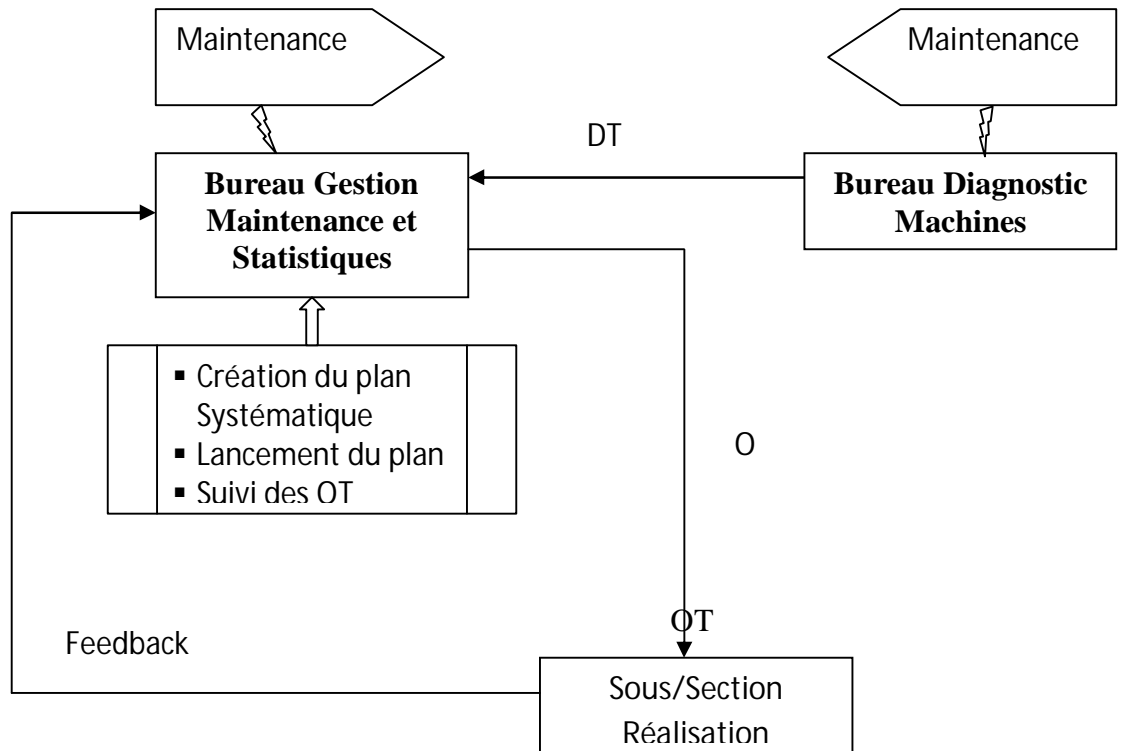 Maintenance
Maintenance
DT
Bureau Gestion
Maintenance et
Statistiques
Bureau Diagnostic
Machines
▪ Création du plan
Systématique
▪ Lancement du plan
▪ Suivi des OT
O
OT
Feedback
Sous/Section
Réalisation